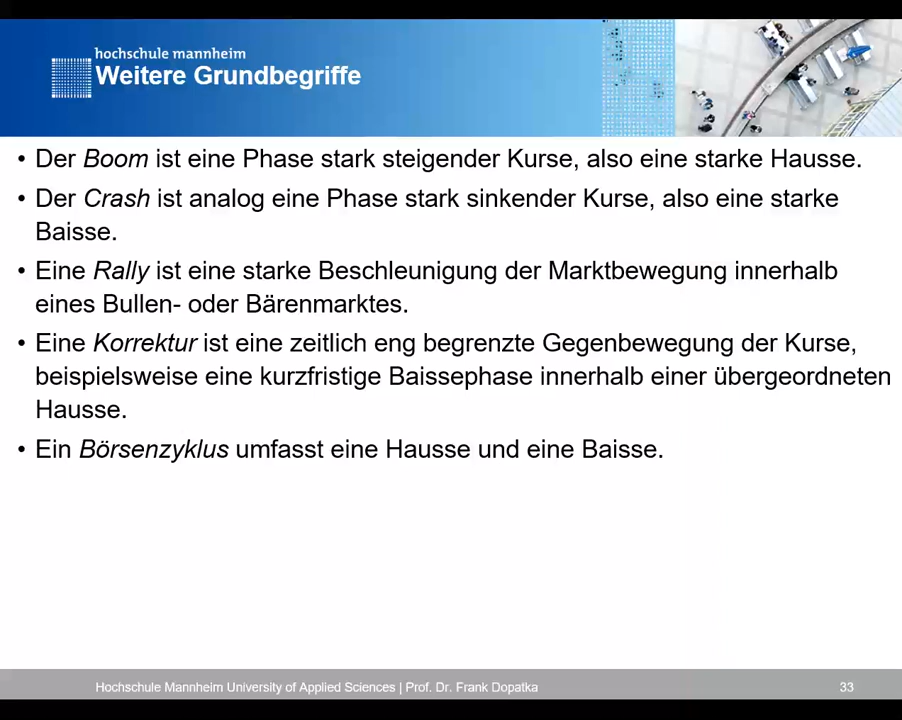 hochschule mannheim
Weitere Grundbegriffe
• Der Boom ist eine Phase stark steigender Kurse, also eine starke Hausse.
• Der Crash ist analog eine Phase stark sinkender Kurse, also eine starke
Baisse.
• Eine Rally ist eine starke Beschleunigung der Marktbewegung innerhalb
eines Bullen- oder Bärenmarktes.
• Eine Korrektur ist eine zeitlich eng begrenzte Gegenbewegung der Kurse,
beispielsweise eine kurzfristige Baissephase innerhalb einer übergeordneten
Hausse.
• Ein Börsenzyklus umfasst eine Hausse und eine Baisse.
Hochschule Mannheim University of Applied Sciences | Prof. Dr. Frank Dopatka
33